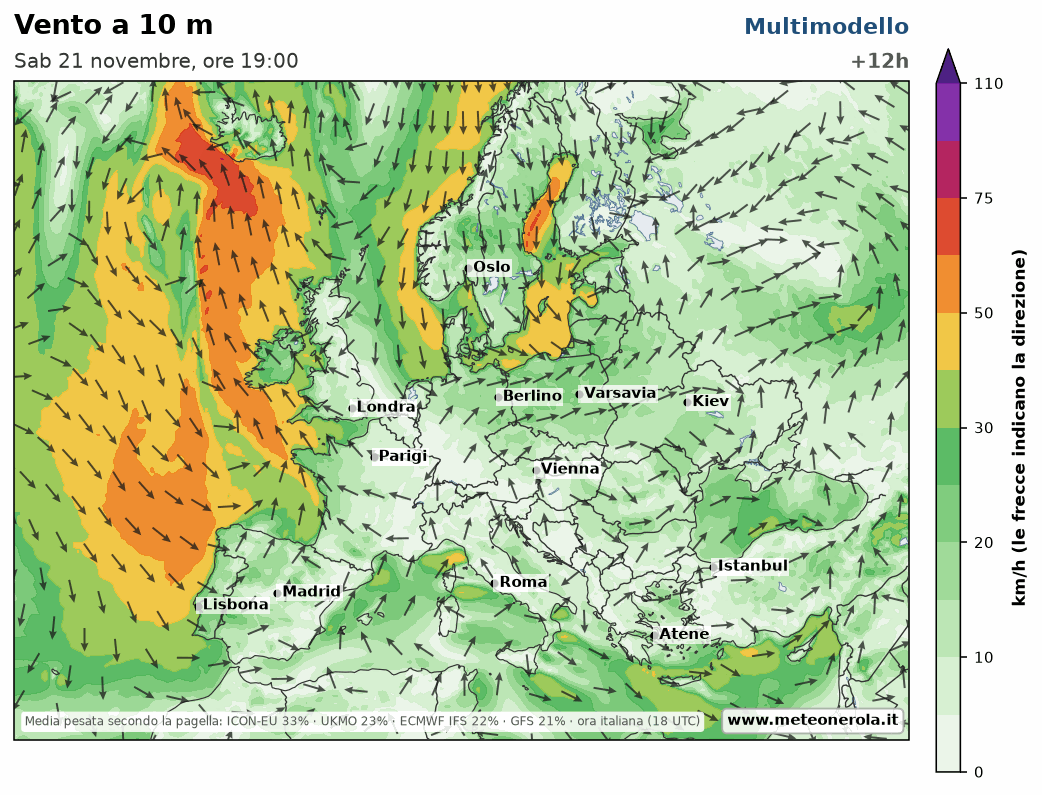 Vento a 10 m
Multimodello
Sab 21 novembre, ore 19:00
+12h
110
75
50
30
20
10
0
km/h (le frecce indicano la direzione)
Oslo
Berlino
Varsavia
Kiev
Londra
Parigi
Vienna
Istanbul
Roma
Madrid
Lisbona
Atene
Media pesata secondo la pagella: ICON-EU 33% · UKMO 23% · ECMWF IFS 22% · GFS 21% · ora italiana (18 UTC)
www.meteonerola.it